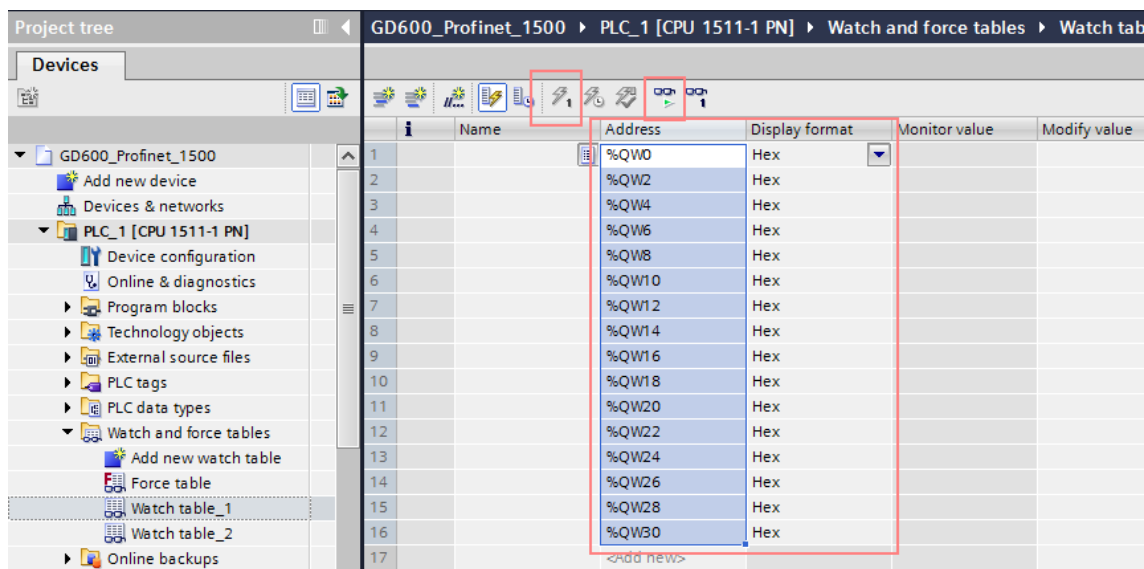 Project tree
GD600_Profinet_1500 ▸ PLC_1 [CPU 1511-1 PN] ▸ Watch and force tables ▸ Watch tab
Devices
i Name Address Display format Monitor value Modify value
GD600_Profinet_1500
Add new device
Devices & networks
PLC_1 [CPU 1511-1 PN]
Device configuration
Online & diagnostics
Program blocks
Technology objects
External source files
PLC tags
PLC data types
Watch and force tables
Add new watch table
Force table
Watch table_1
Watch table_2
Online backups
1 %QW0 Hex
2 %QW2 Hex
3 %QW4 Hex
4 %QW6 Hex
5 %QW8 Hex
6 %QW10 Hex
7 %QW12 Hex
8 %QW14 Hex
9 %QW16 Hex
10 %QW18 Hex
11 %QW20 Hex
12 %QW22 Hex
13 %QW24 Hex
14 %QW26 Hex
15 %QW28 Hex
16 %QW30 Hex
17 <Add new>